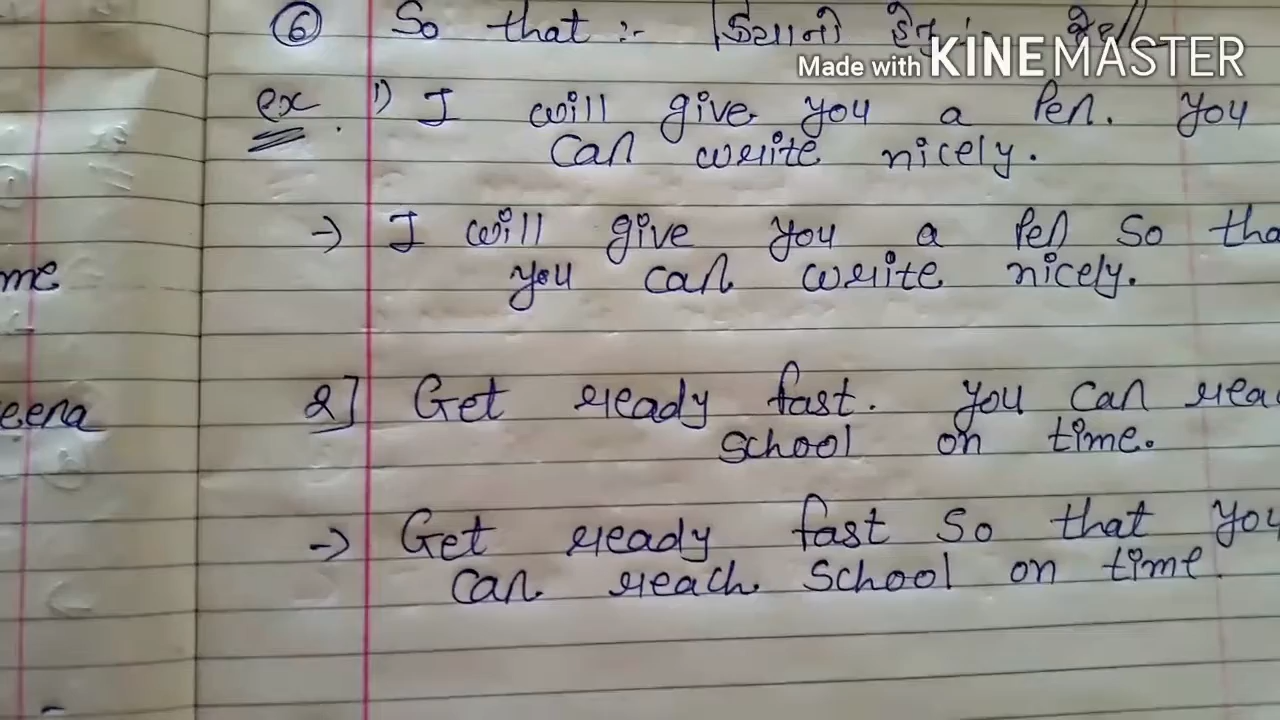 ⑥ So that :- ક્રિયાનો હેતુ
Made with KINEMASTER
ex. 1) I will give you a Pen. You
can write nicely.
→ I will give you a Pen so tha
you can write nicely.
me
2] Get ready fast. You can reac
school on time.
eena
→ Get ready fast so that you
can reach school on time.